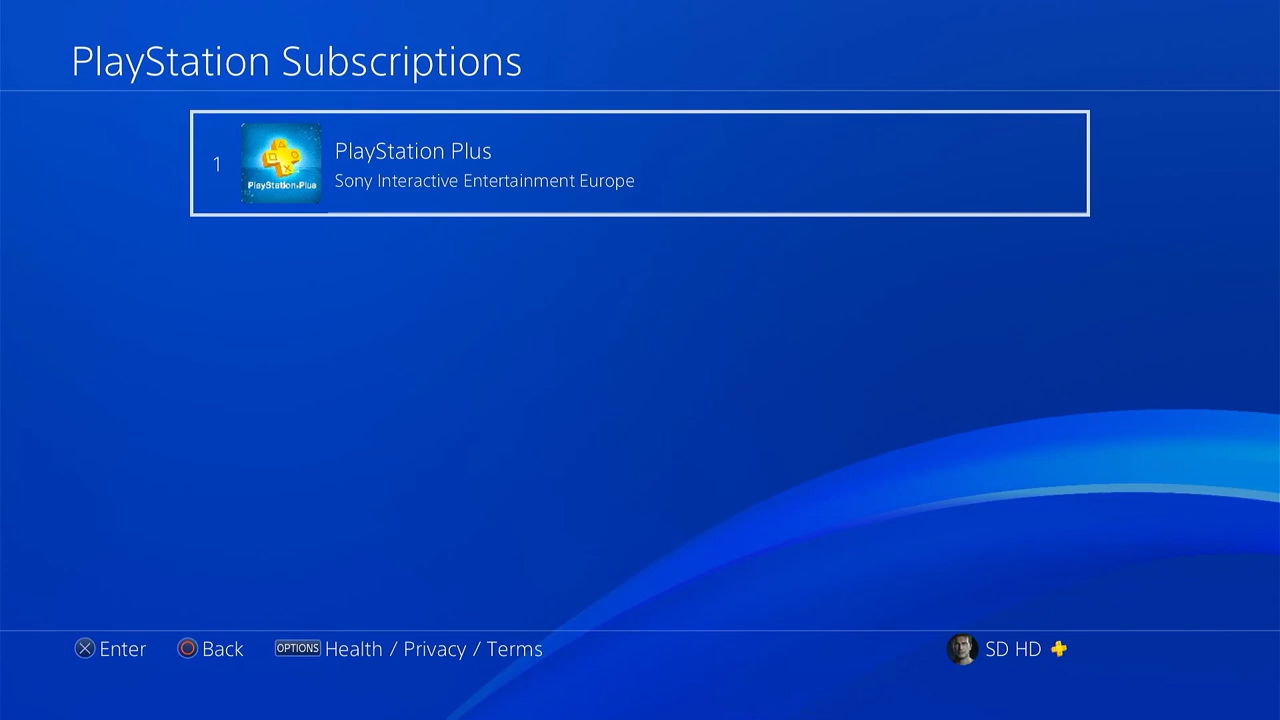 PlayStation Subscriptions
1
PlayStation Plus
PlayStation.Plus
Sony Interactive Entertainment Europe
Enter
Back
OPTIONS Health / Privacy / Terms
SD HD